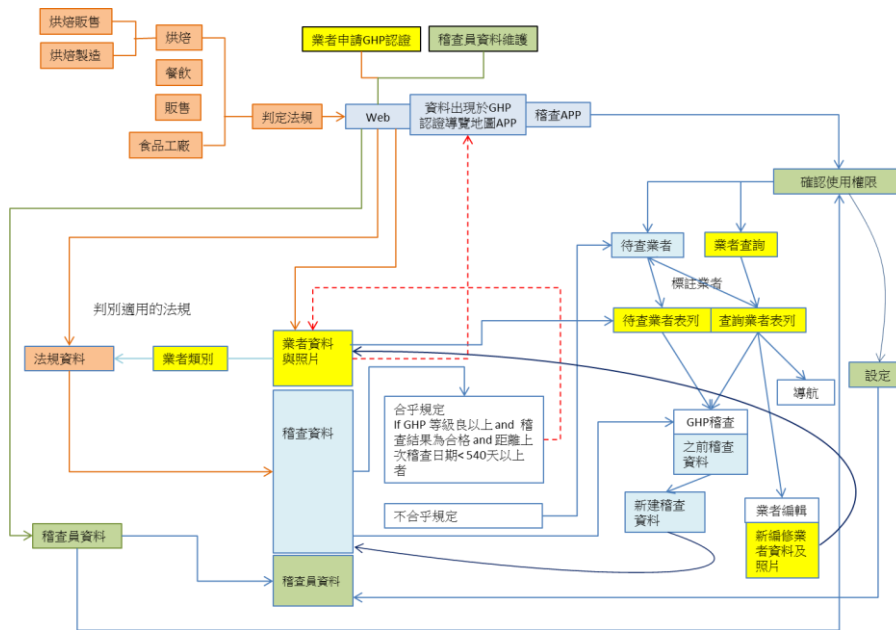 烘焙販售
烘焙製造
烘焙
餐飲
販售
食品工廠
判定法規
業者申請GHP認證
稽查員資料維護
Web
資料出現於GHP
認證導覽地圖APP
稽查APP
確認使用權限
待查業者
業者查詢
標註業者
判別適用的法規
待查業者表列
查詢業者表列
法規資料
業者類別
業者資料
與照片
導航
設定
稽查資料
合乎規定
If GHP 等級良以上 and 稽
查結果為合格 and 距離上
次稽查日期< 540天以上
者
GHP稽查
之前稽查
資料
不合乎規定
新建稽查
資料
業者編輯
新編修業
者資料及
照片
稽查員資料
稽查員資料